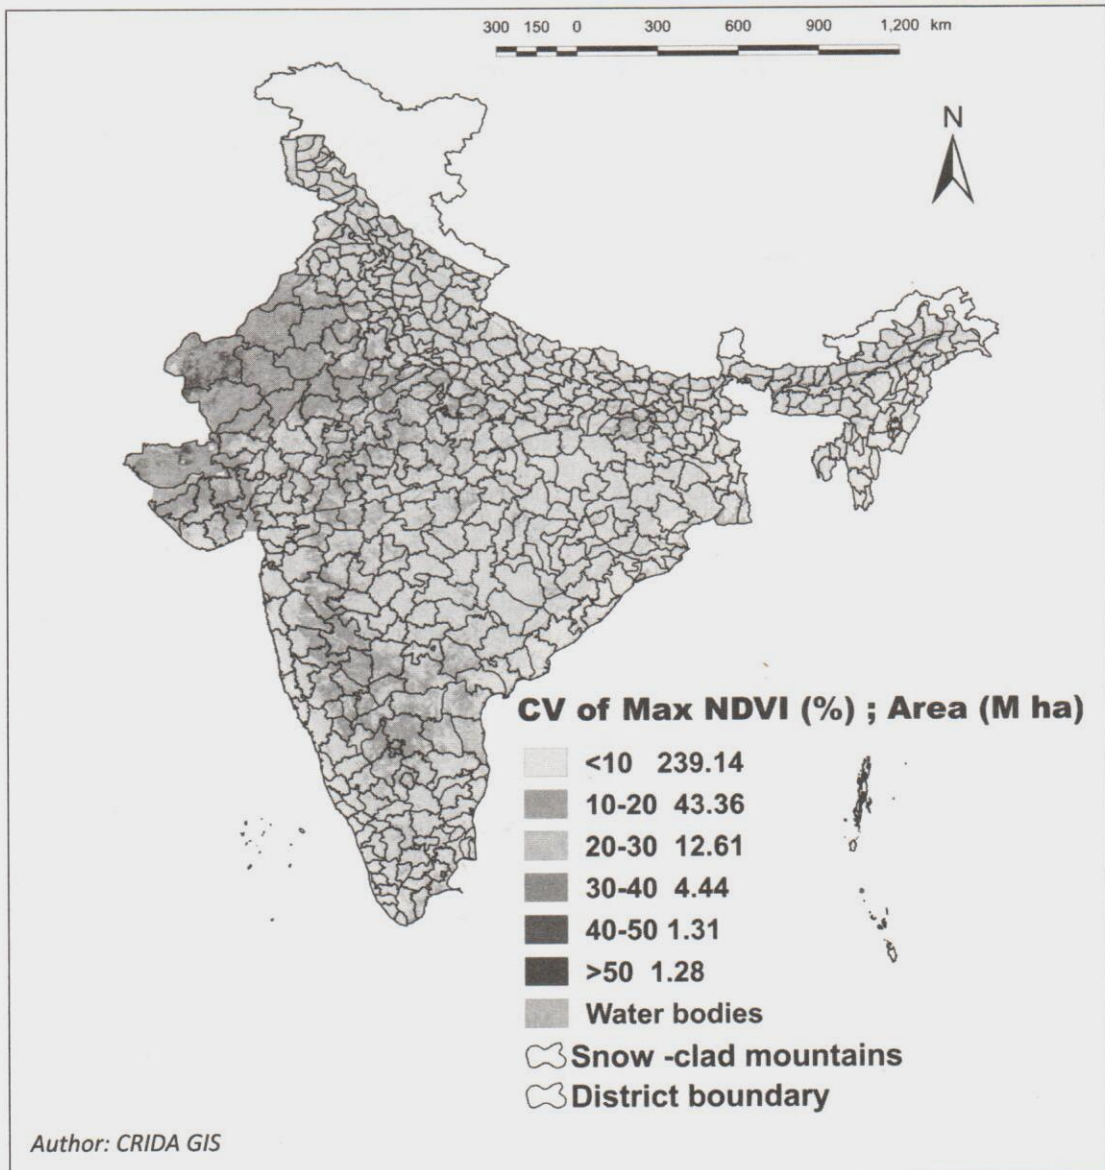 300 150 0 300 600 900 1,200 km
N
CV of Max NDVI (%) ; Area (M ha)
<10 239.14
10-20 43.36
20-30 12.61
30-40 4.44
40-50 1.31
>50 1.28
Water bodies
Snow -clad mountains
District boundary
Author: CRIDA GIS